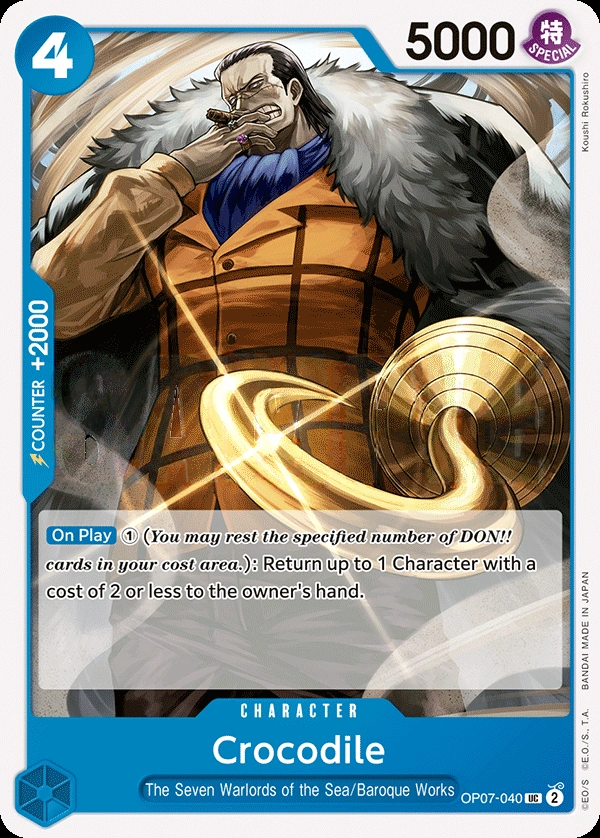 4
5000
特
SPECIAL
Koushi Rokushiro
COUNTER +2000
On Play ① (You may rest the specified number of DON!!
cards in your cost area.): Return up to 1 Character with a
cost of 2 or less to the owner's hand.
BANDAI MADE IN JAPAN
©E.O./S., T.A.
©EO/S
CHARACTER
Crocodile
The Seven Warlords of the Sea/Baroque Works
OP07-040 UC 2